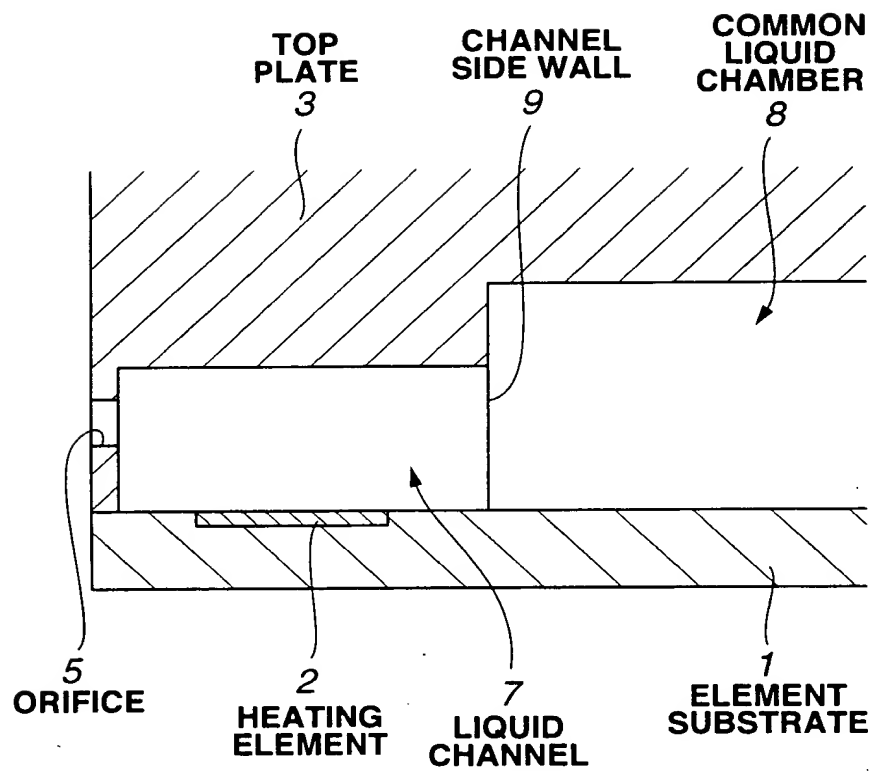 TOP
PLATE
3
CHANNEL
SIDE WALL
9
COMMON
LIQUID
CHAMBER
8
5
ORIFICE
2
HEATING
ELEMENT
7
LIQUID
CHANNEL
1
ELEMENT
SUBSTRATE